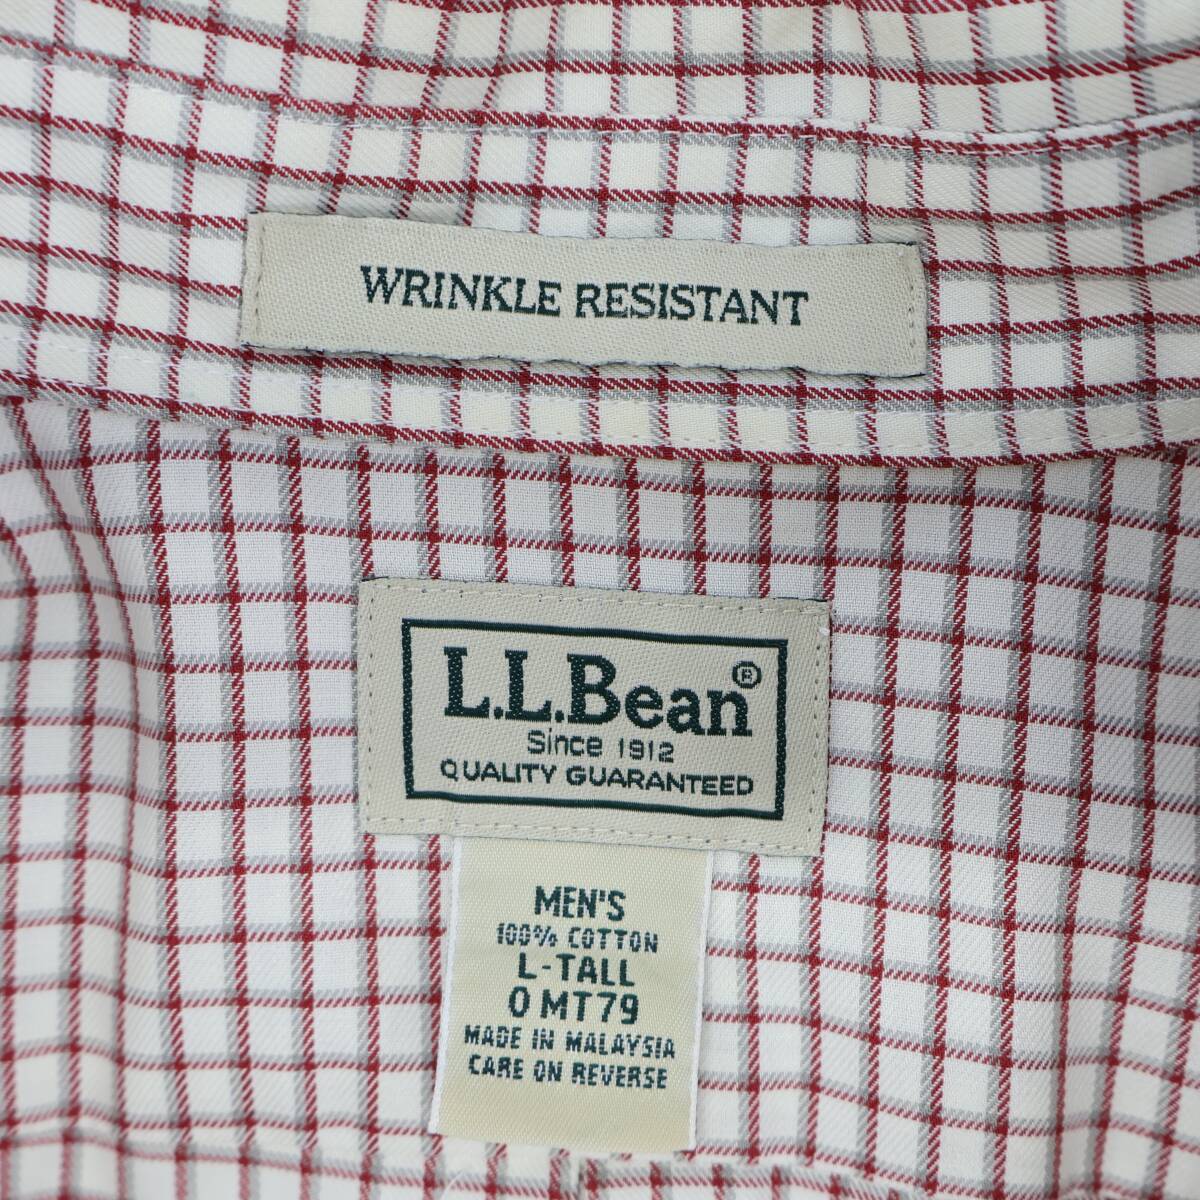 WRINKLE RESISTANT
L.L.Bean®
Since 1912
QUALITY GUARANTEED
MEN'S
100% COTTON
L-TALL
0 MT79
MADE IN MALAYSIA
CARE ON REVERSE